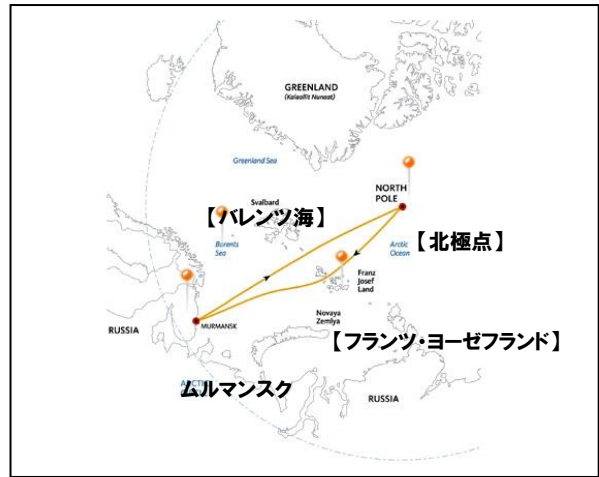 GREENLAND
(Kalaallit Nunaat)
Greenland Sea
Svalbard
NORTH
POLE
【バレンツ海】
Barents
Sea
【北極点】
Arctic
Ocean
Franz
Josef
Land
Novaya
Zemlya
MURMANSK
RUSSIA
【フランツ・ヨーゼフランド】
ムルマンスク
RUSSIA